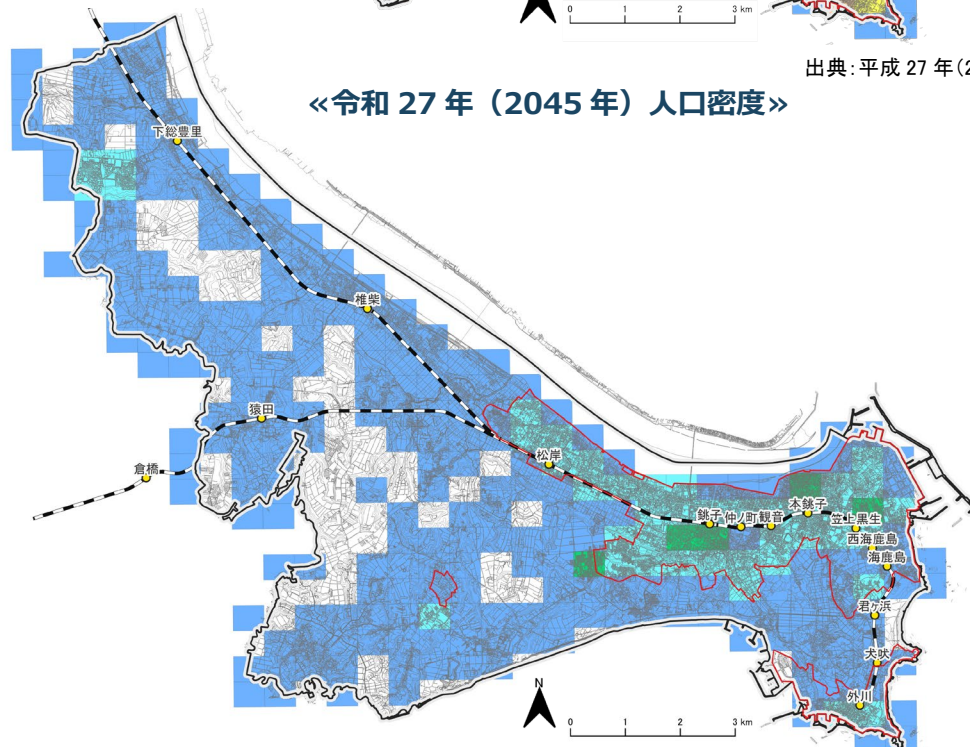 0 1 2 3 km
出典:平成 27 年(2
«令和 27 年（2045 年）人口密度»
下総豊里
椎柴
猿田
倉橋
松岸
銚子
仲ノ町
観音
本銚子
笠上黒生
西海鹿島
海鹿島
君ヶ浜
犬吠
外川
N
0 1 2 3 km